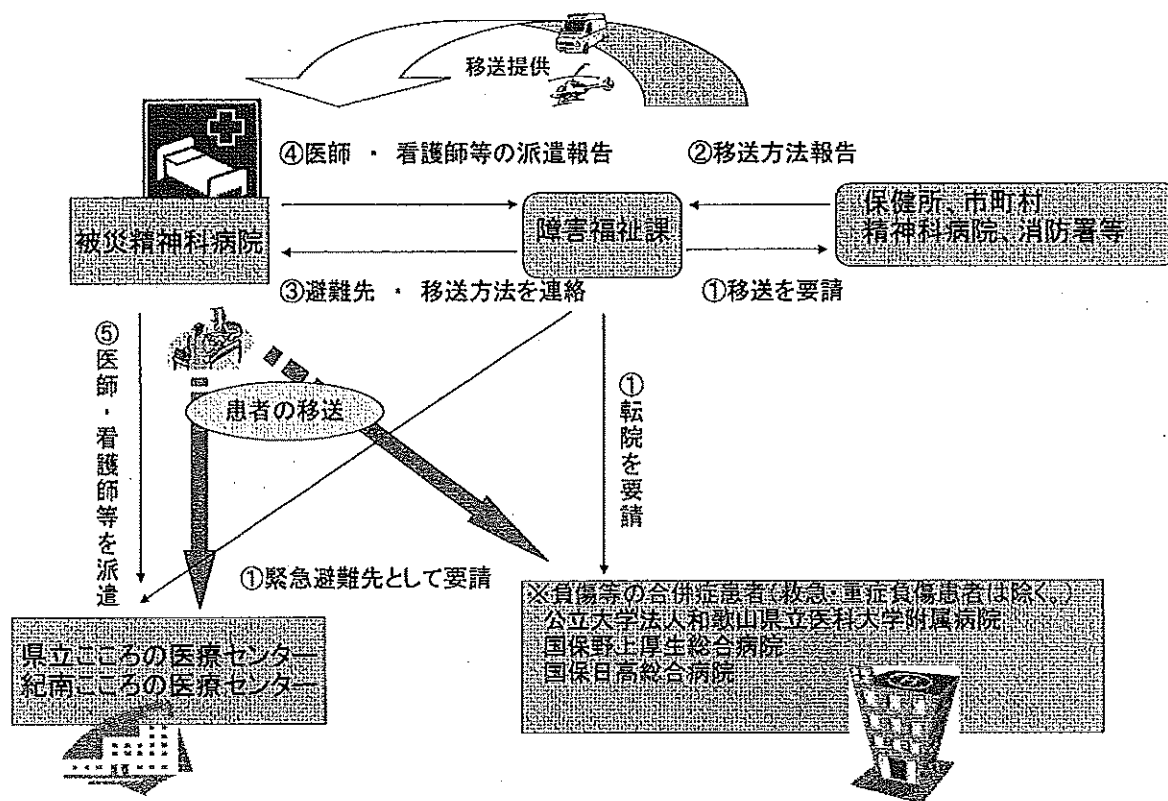 移送提供
④医師 ・ 看護師等の派遣報告
②移送方法報告
被災精神科病院
障害福祉課
保健所、市町村
精神科病院、消防署等
③避難先 ・ 移送方法を連絡
①移送を要請
⑤医師・看護師等を派遣
患者の移送
①転院を要請
①緊急避難先として要請
県立こころの医療センター
紀南こころの医療センター
※負傷等の合併症患者(救急・重症負傷患者は除く。)
公立大学法人和歌山県立医科大学附属病院
国保野上厚生総合病院
国保日高総合病院